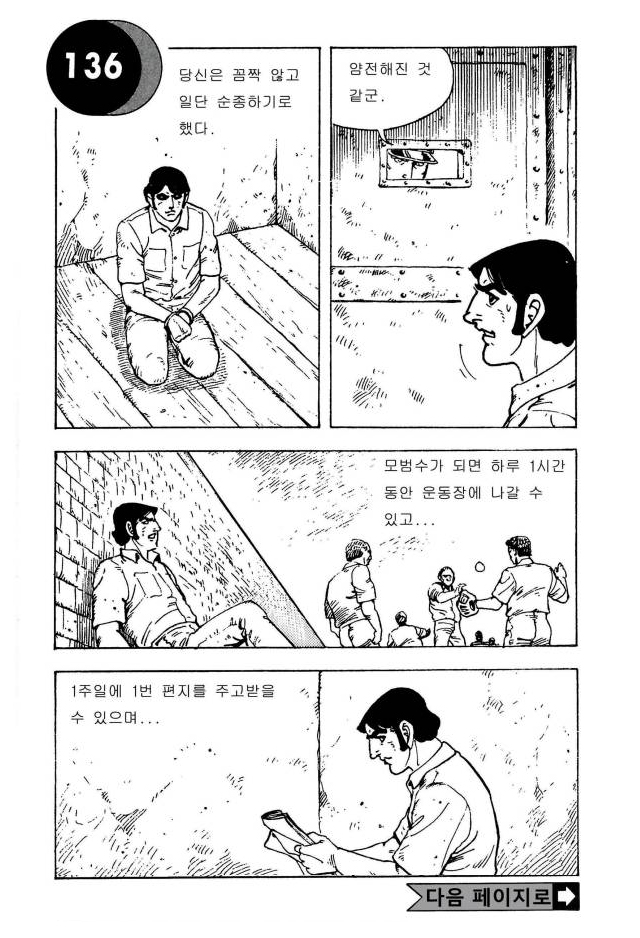 136
당신은 꼼짝 않고
일단 순종하기로
했다.
얌전해진 것
같군.
모범수가 되면 하루 1시간
동안 운동장에 나갈 수
있고...
1주일에 1번 편지를 주고받을
수 있으며...
다음 페이지로